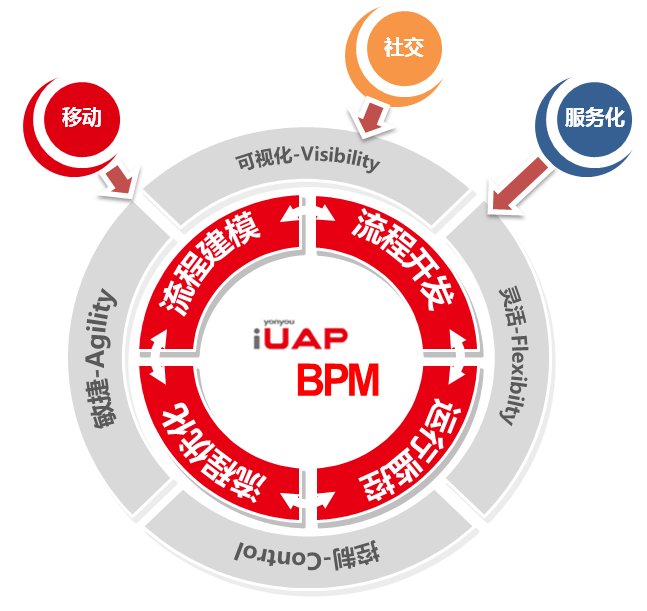 社交
移动
服务化
可视化-Visibility
流程建模
流程开发
敏捷-Agility
灵活-Flexibilty
yonyou
iUAP
BPM
流程优化
运行监控
控制-Control